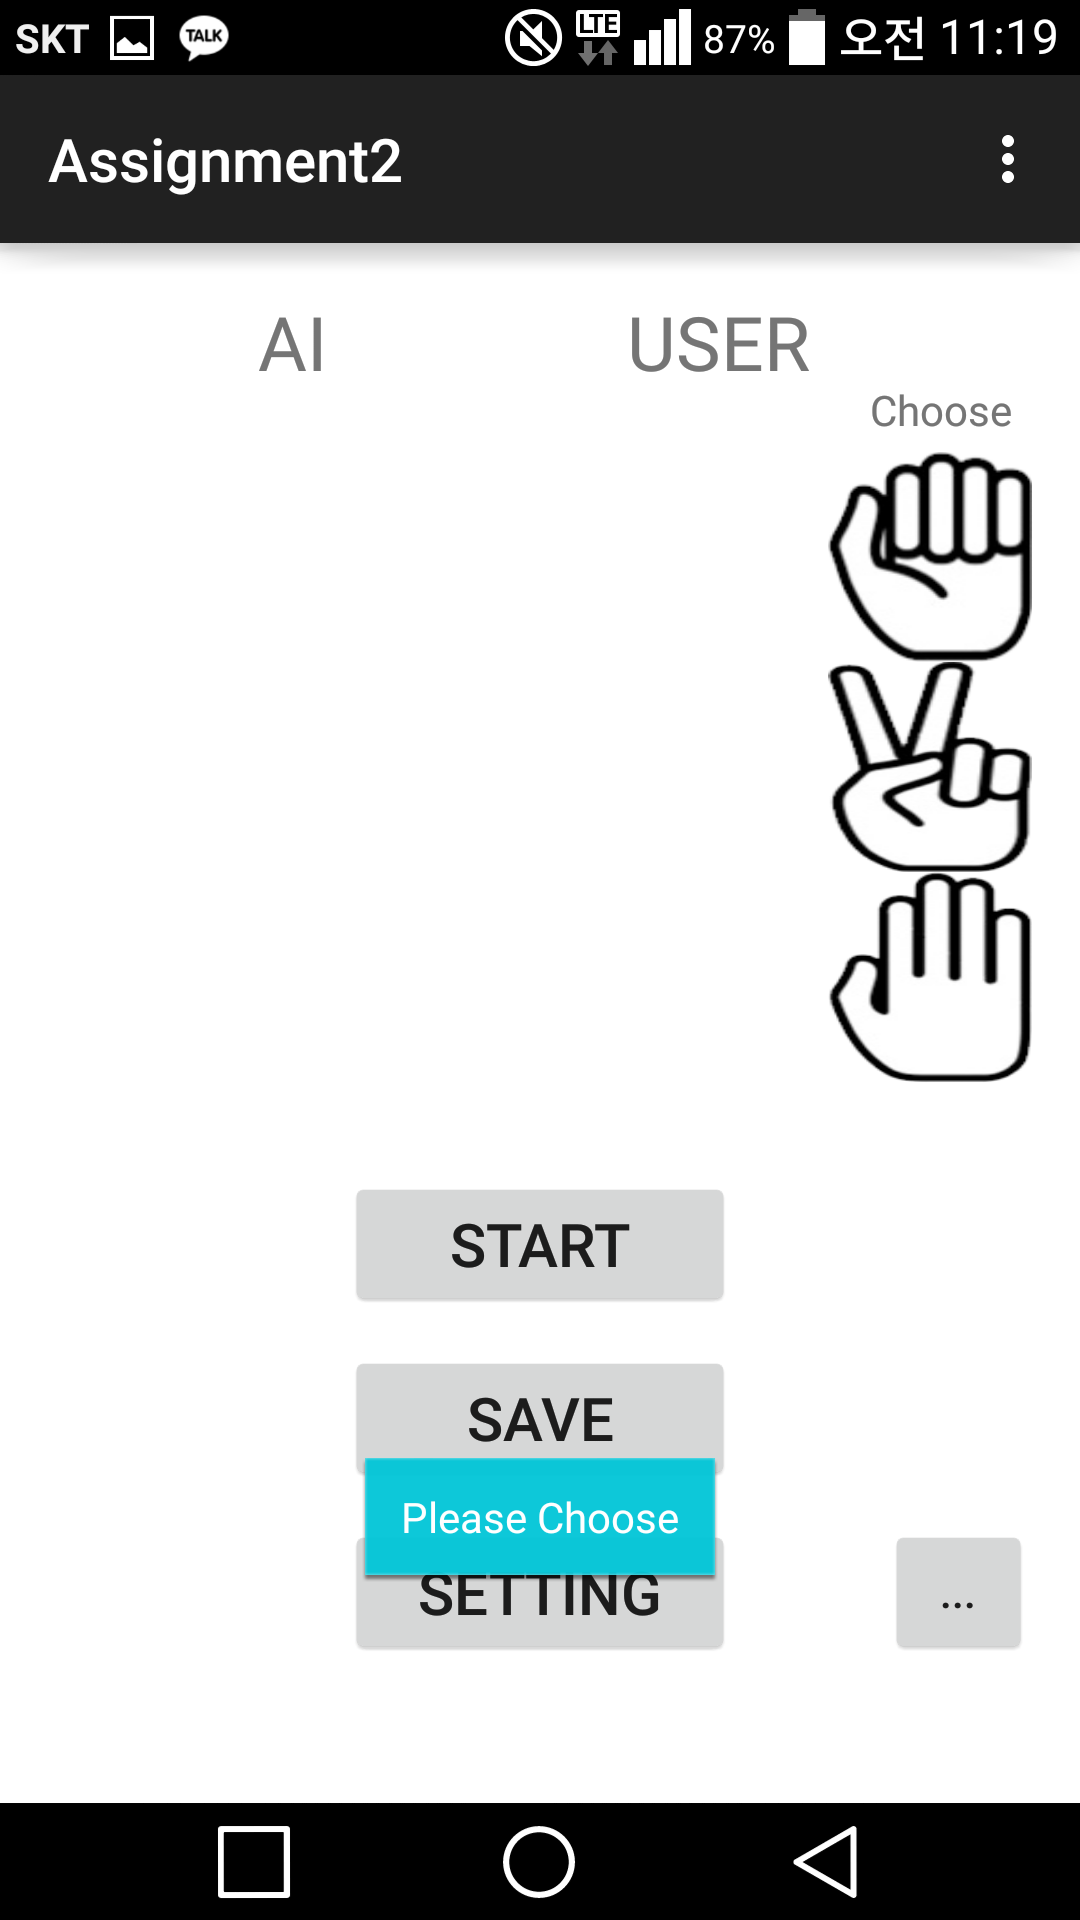 SKT TALK LTE 87% 오전 11:19
Assignment2
AI USER
Choose
START
SAVE
Please Choose
SETTING ...